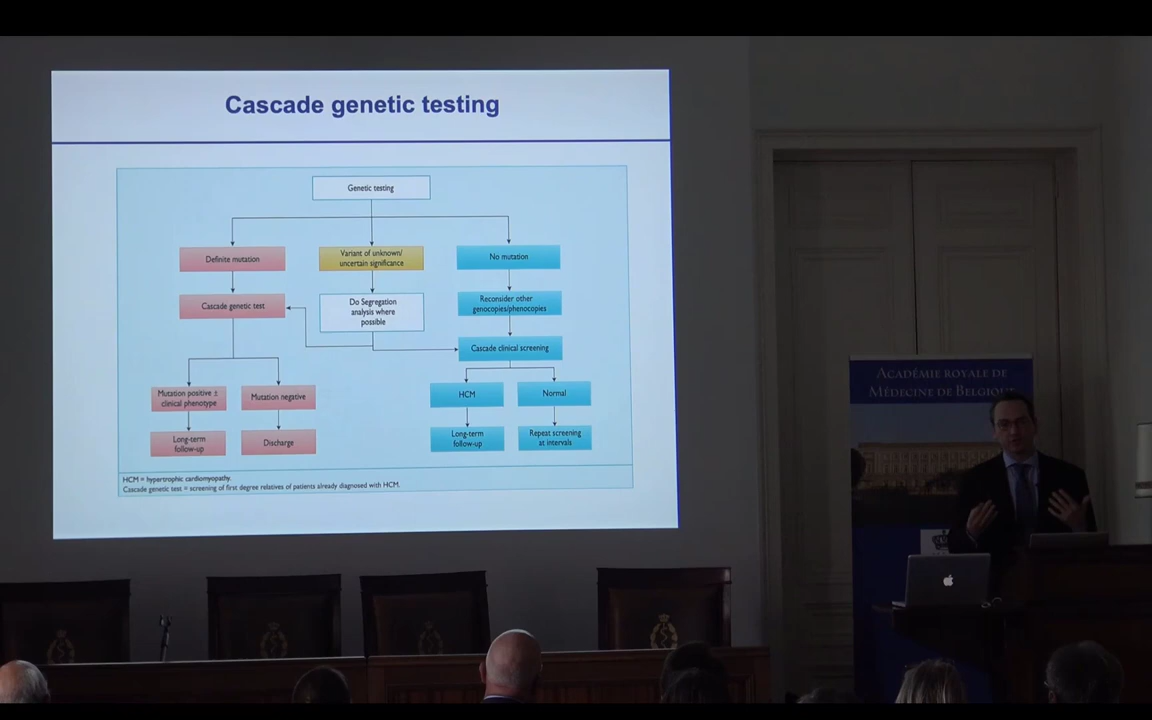 Cascade genetic testing
Genetic testing
Definite mutation
Variant of unknown/
uncertain significance
No mutation
Cascade genetic test
Do Segregation
analysis where
possible
Reconsider other
genocopies/phenocopies
Cascade clinical screening
Mutation positive ±
clinical phenotype
Mutation negative
HCM
Normal
Long-term
follow-up
Discharge
Long-term
follow-up
Repeat screening
at intervals
HCM = hypertrophic cardiomyopathy.
Cascade genetic test = screening of first degree relatives of patients already diagnosed with HCM.
Académie royale de
Médecine de Belgique